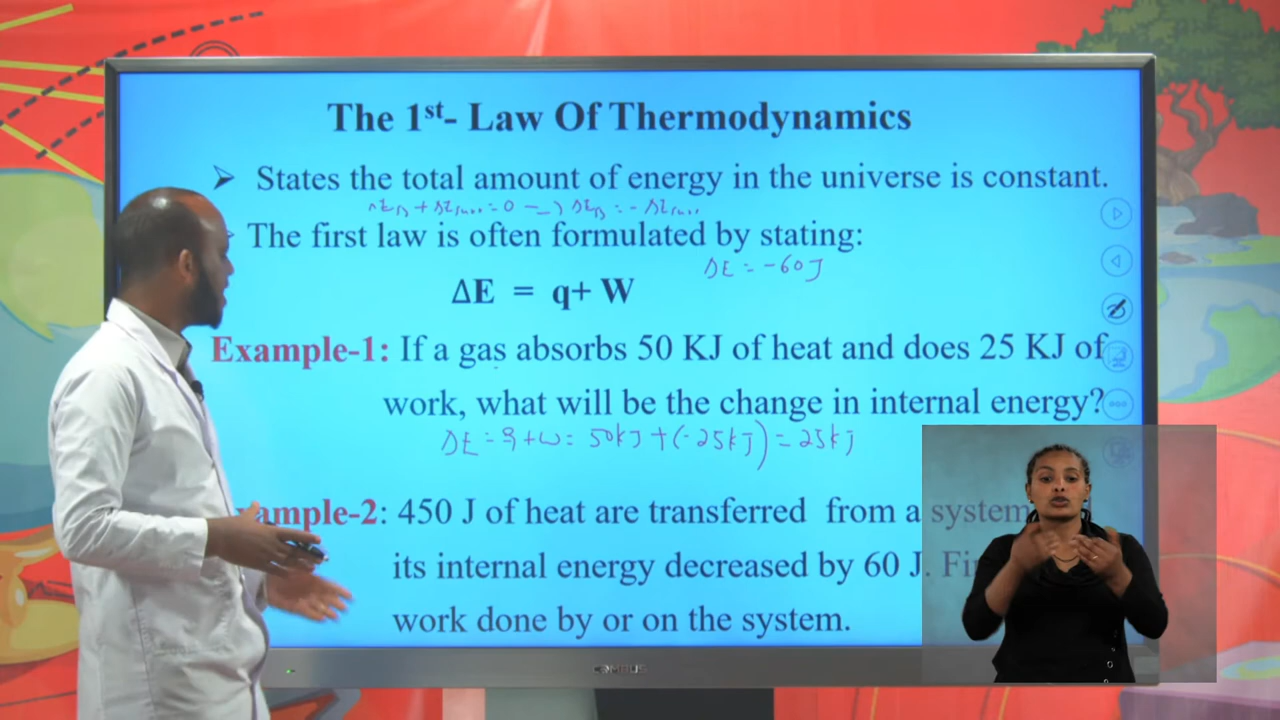 The 1st- Law Of Thermodynamics
➢ States the total amount of energy in the universe is constant.
The first law is often formulated by stating:
ΔE = -60J
ΔE = q+ W
Example-1: If a gas absorbs 50 KJ of heat and does 25 KJ of
work, what will be the change in internal energy?
ΔE = q+w = 50kJ + (-25kJ) = 25kJ
ample-2: 450 J of heat are transferred from a system
its internal energy decreased by 60 J.
work done by or on the system.